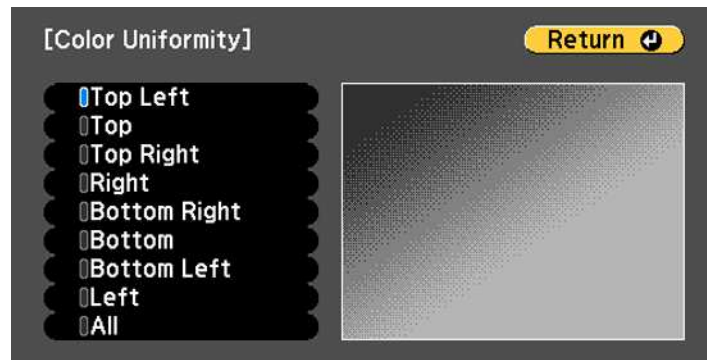 [Color Uniformity]
Return
Top Left
Top
Top Right
Right
Bottom Right
Bottom
Bottom Left
Left
All